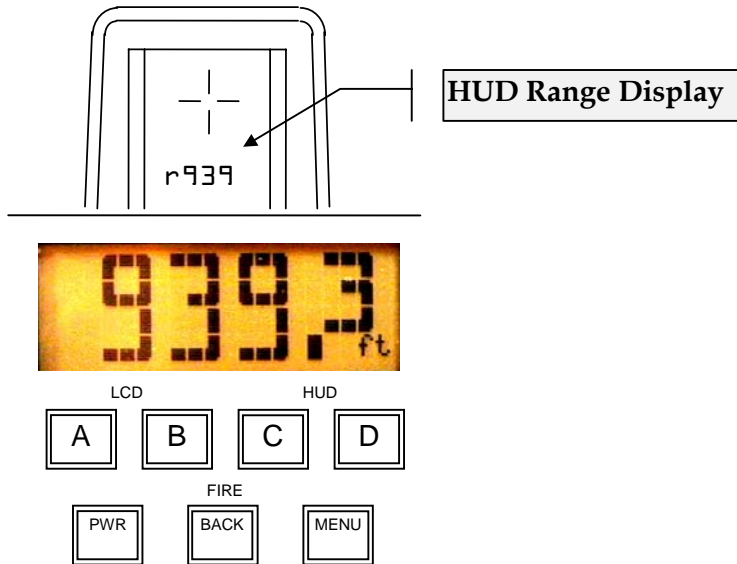 HUD Range Display
r939
939.3
ft
LCD HUD
A B C D
FIRE
PWR BACK MENU